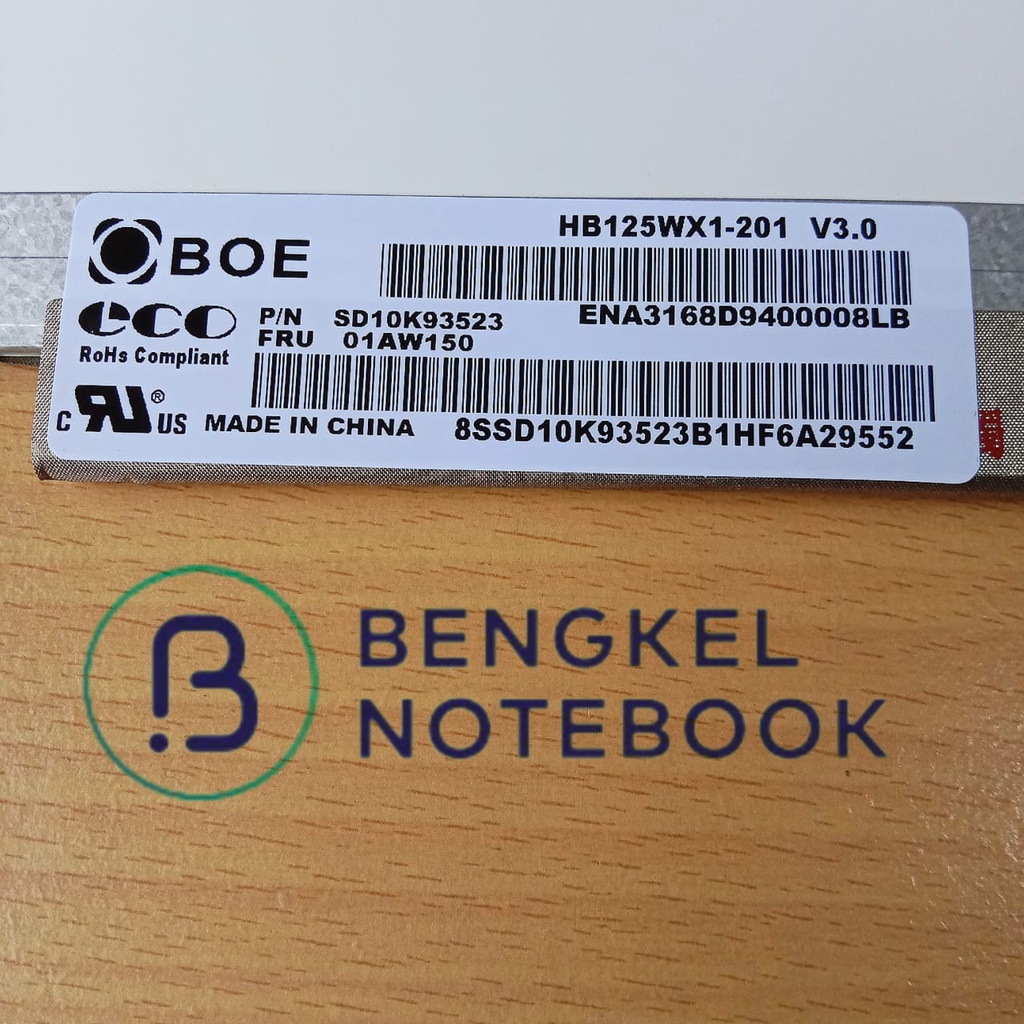 HB125WX1-201 V3.0
BOE
ENA3168D9400008LB
eco
P/N SD10K93523
FRU 01AW150
RoHs Compliant
c RU ® US
MADE IN CHINA
8SSD10K93523B1HF6A29552
BENGKEL
NOTEBOOK